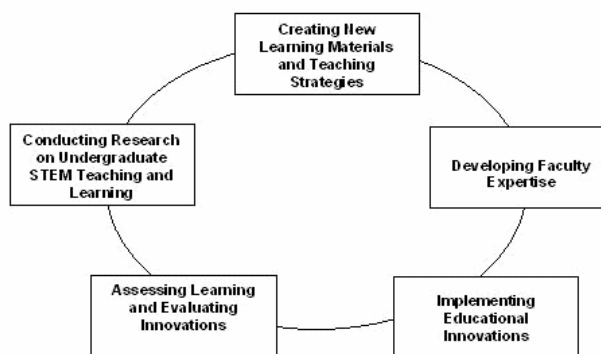 Creating New
Learning Materials
and Teaching
Strategies
Conducting Research
on Undergraduate
STEM Teaching and
Learning
Developing Faculty
Expertise
Assessing Learning
and Evaluating
Innovations
Implementing
Educational
Innovations